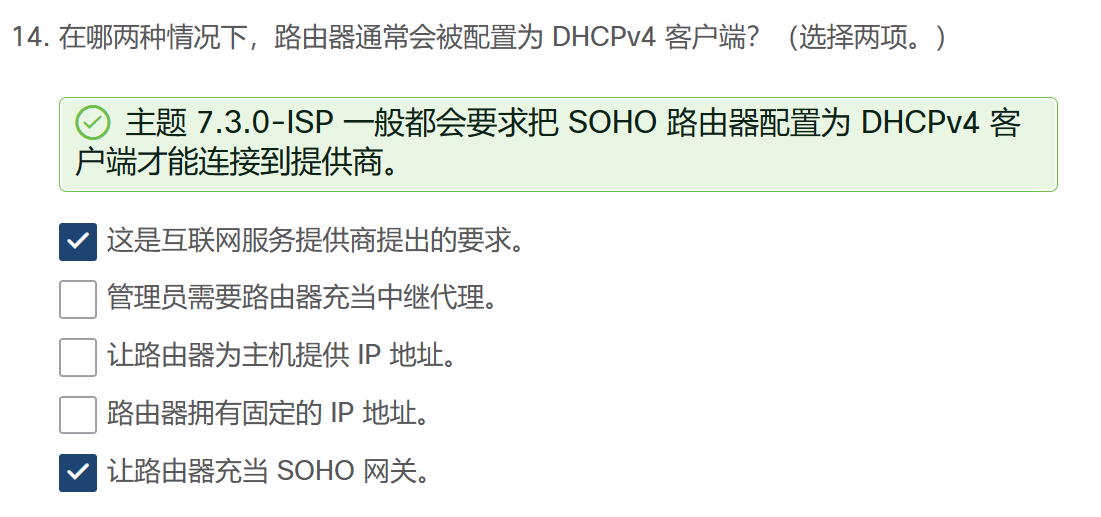 14. 在哪两种情况下，路由器通常会被配置为 DHCPv4 客户端？（选择两项。）
主题 7.3.0-ISP 一般都会要求把 SOHO 路由器配置为 DHCPv4 客
户端才能连接到提供商。
这是互联网服务提供商提出的要求。
管理员需要路由器充当中继代理。
让路由器为主机提供 IP 地址。
路由器拥有固定的 IP 地址。
让路由器充当 SOHO 网关。